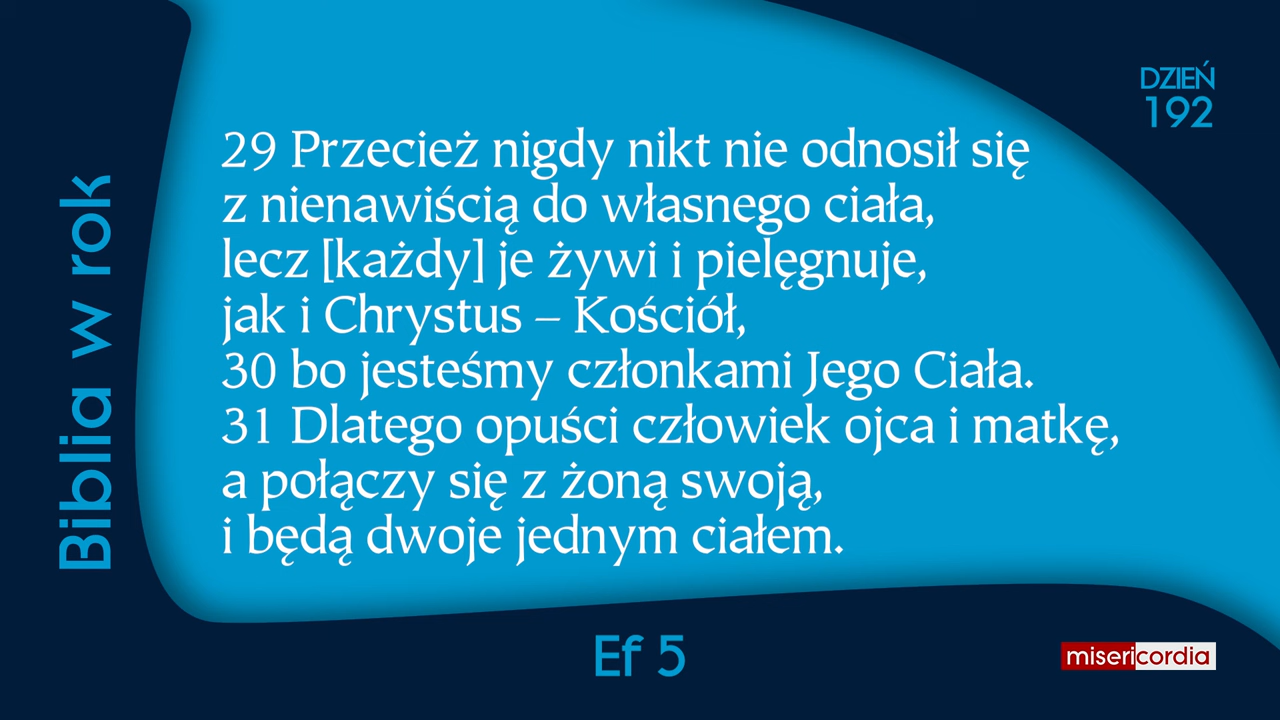 DZIEŃ
192
Biblia w rok
29 Przecież nigdy nikt nie odnosił się
z nienawiścią do własnego ciała,
lecz [każdy] je żywi i pielęgnuje,
jak i Chrystus – Kościół,
30 bo jesteśmy członkami Jego Ciała.
31 Dlatego opuści człowiek ojca i matkę,
a połączy się z żoną swoją,
i będą dwoje jednym ciałem.
Ef 5
misericordia